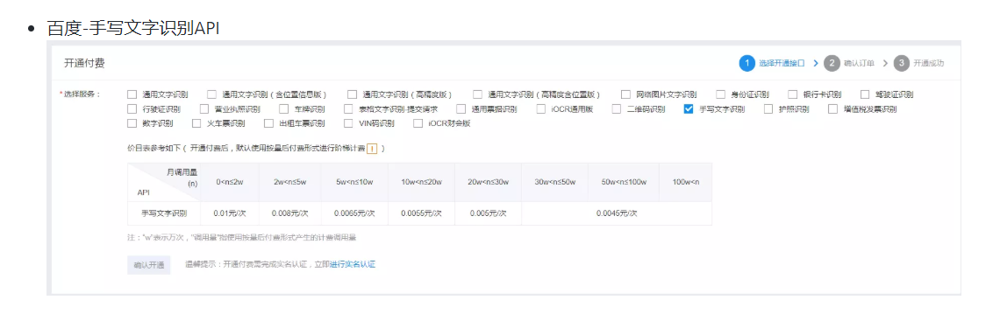 百度-手写文字识别API
开通付费
1 选择开通接口 > 2 确认订单 > 3 开通成功
*选择服务： 通用文字识别 通用文字识别（含位置信息版） 通用文字识别（高精度版） 通用文字识别（高精度含位置版） 网络图片文字识别 身份证识别 银行卡识别 驾驶证识别
行驶证识别 营业执照识别 车牌识别 表格文字识别-提交请求 通用票据识别 iOCR通用版 二维码识别 手写文字识别 护照识别 增值税发票识别
数字识别 火车票识别 出租车票识别 VIN码识别 iOCR财会版
价目表参考如下（ 开通付费后，默认使用按量后付费形式进行阶梯计费 ! ）
月调用量
(n) 0<n≤2w 2w<n≤5w 5w<n≤10w 10w<n≤20w 20w<n≤30w 30w<n≤50w 50w<n≤100w 100w<n
API
手写文字识别 0.01元/次 0.008元/次 0.0065元/次 0.0055元/次 0.005元/次 0.0045元/次
注："w"表示万次，"调用量"指使用按量后付费形式产生的计费调用量
确认开通 温馨提示：开通付费需完成实名认证，立即进行实名认证